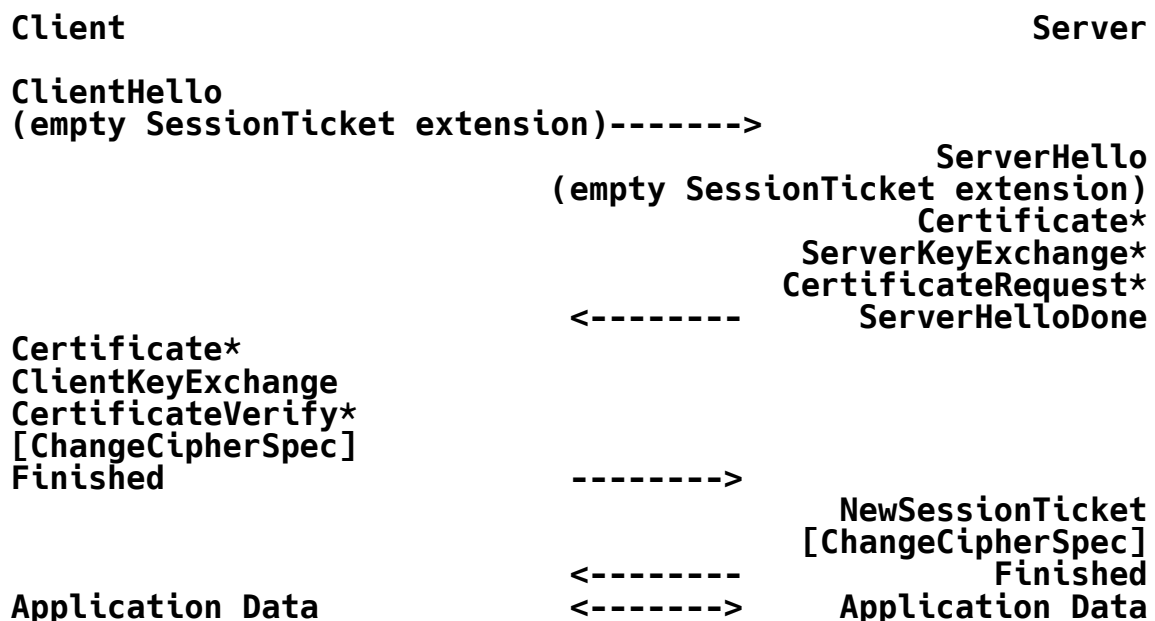 Client                                                Server

ClientHello
(empty SessionTicket extension)------->
                                                 ServerHello
                             (empty SessionTicket extension)
                                                Certificate*
                                          ServerKeyExchange*
                                         CertificateRequest*
                              <--------      ServerHelloDone
Certificate*
ClientKeyExchange
CertificateVerify*
[ChangeCipherSpec]
Finished                      -------->
                                            NewSessionTicket
                                          [ChangeCipherSpec]
                              <--------             Finished
Application Data              <------->     Application Data